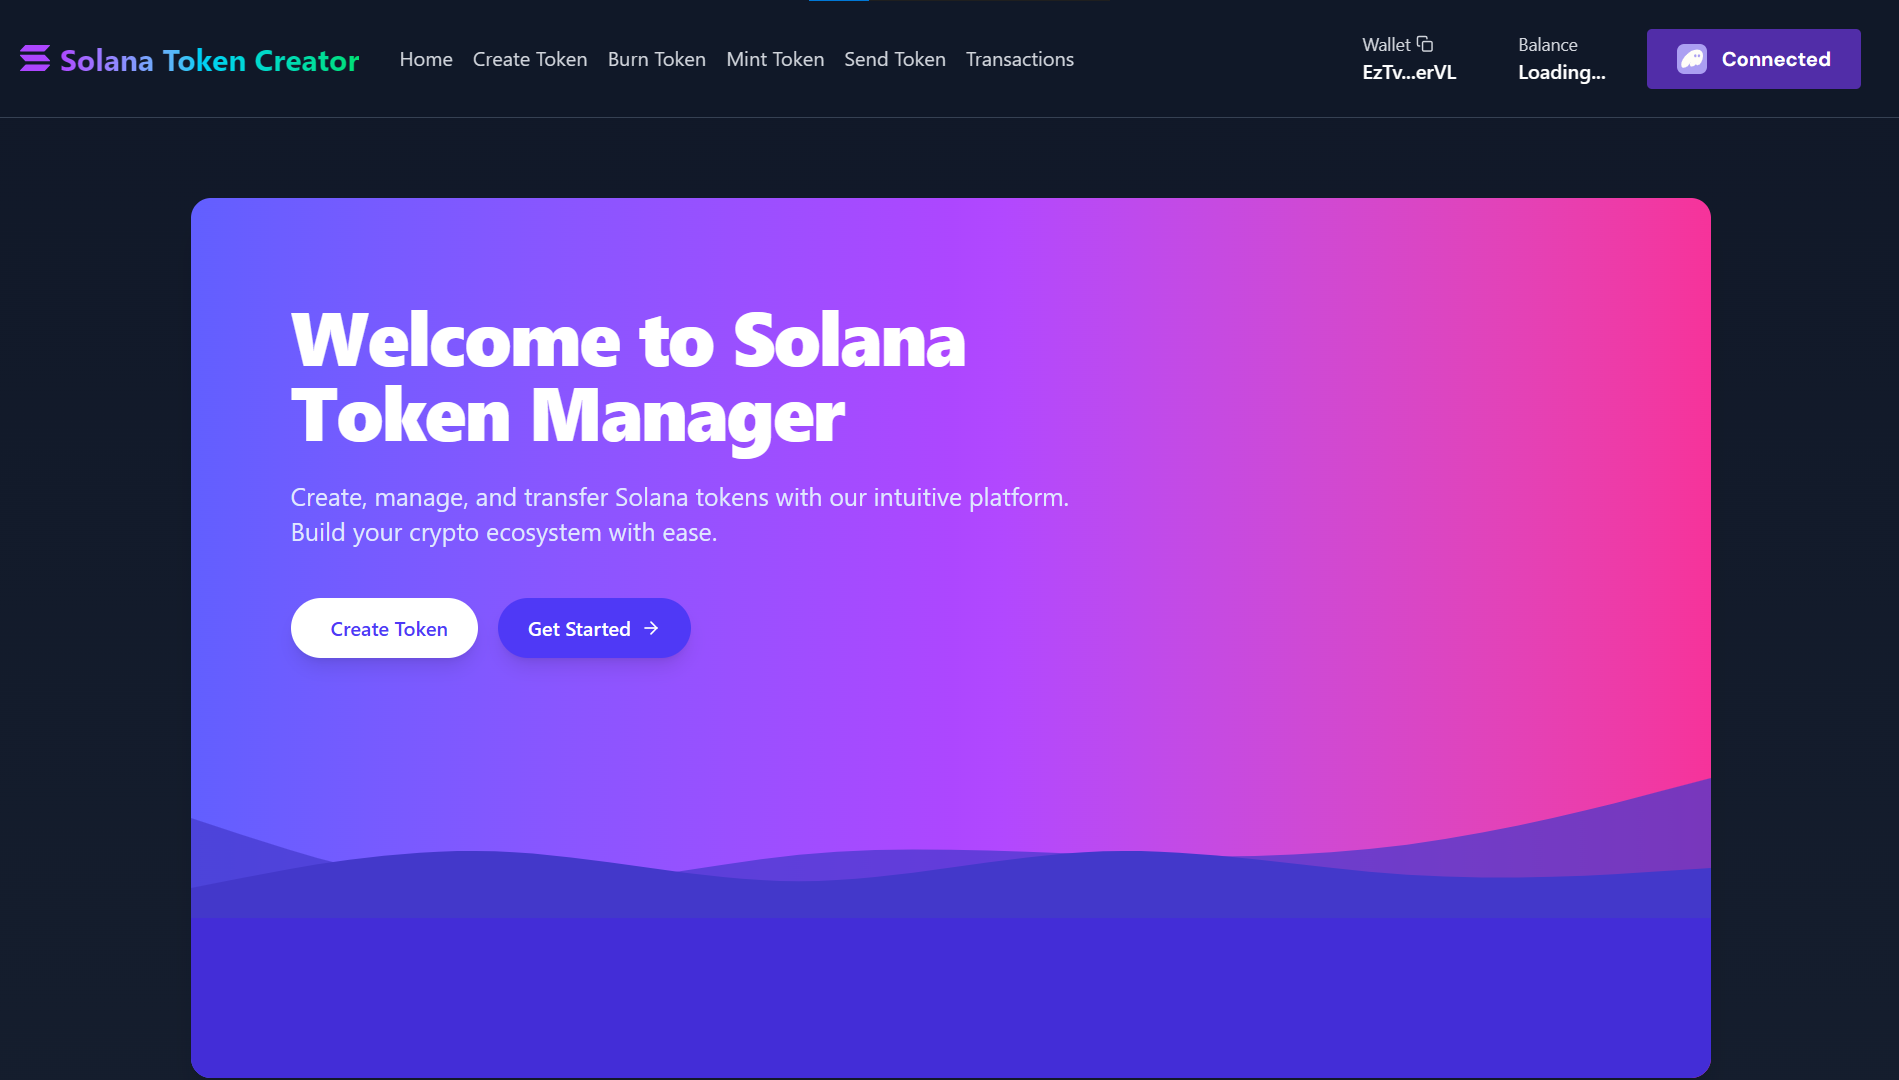 Solana Token Creator
Home
Create Token
Burn Token
Mint Token
Send Token
Transactions
Wallet
EzTv...erVL
Balance
Loading...
Connected
Welcome to Solana
Token Manager
Create, manage, and transfer Solana tokens with our intuitive platform.
Build your crypto ecosystem with ease.
Create Token
Get Started